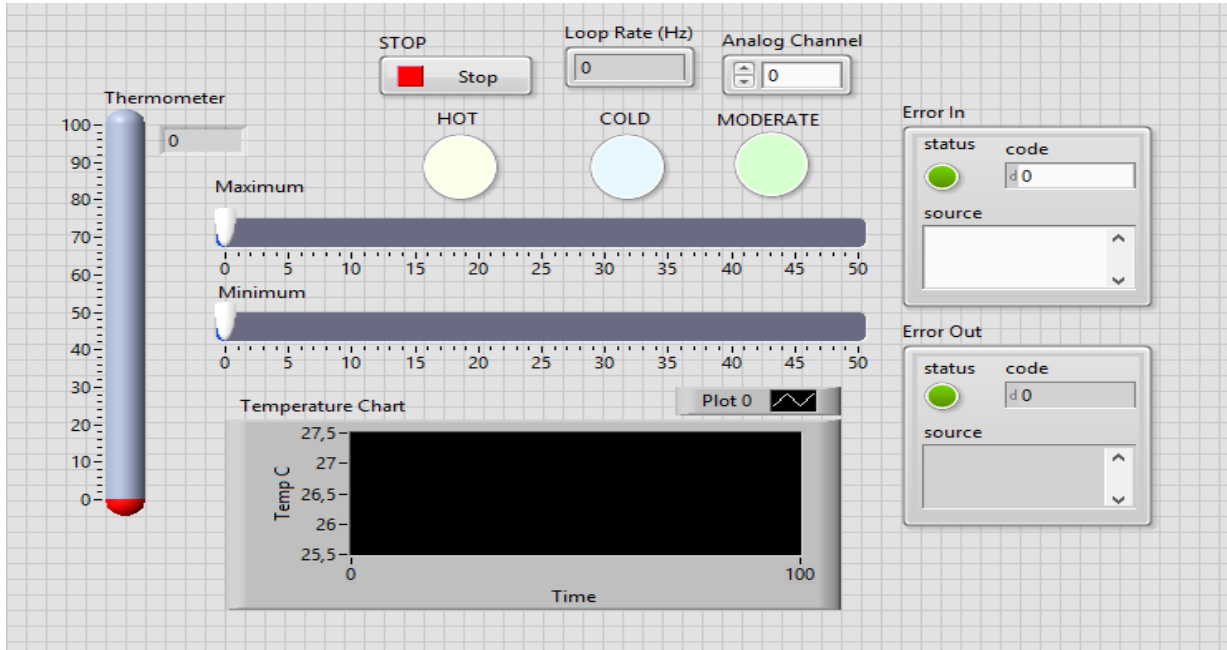 STOP
Stop
Loop Rate (Hz)
0
Analog Channel
0
Thermometer
0
100
90
80
70
60
50
40
30
20
10
0
HOT
COLD
MODERATE
Maximum
0 5 10 15 20 25 30 35 40 45 50
Minimum
0 5 10 15 20 25 30 35 40 45 50
Temperature Chart
Plot 0
Temp C
27,5
27
26,5
26
25,5
0 100
Time
Error In
status code
d 0
source
Error Out
status code
d 0
source